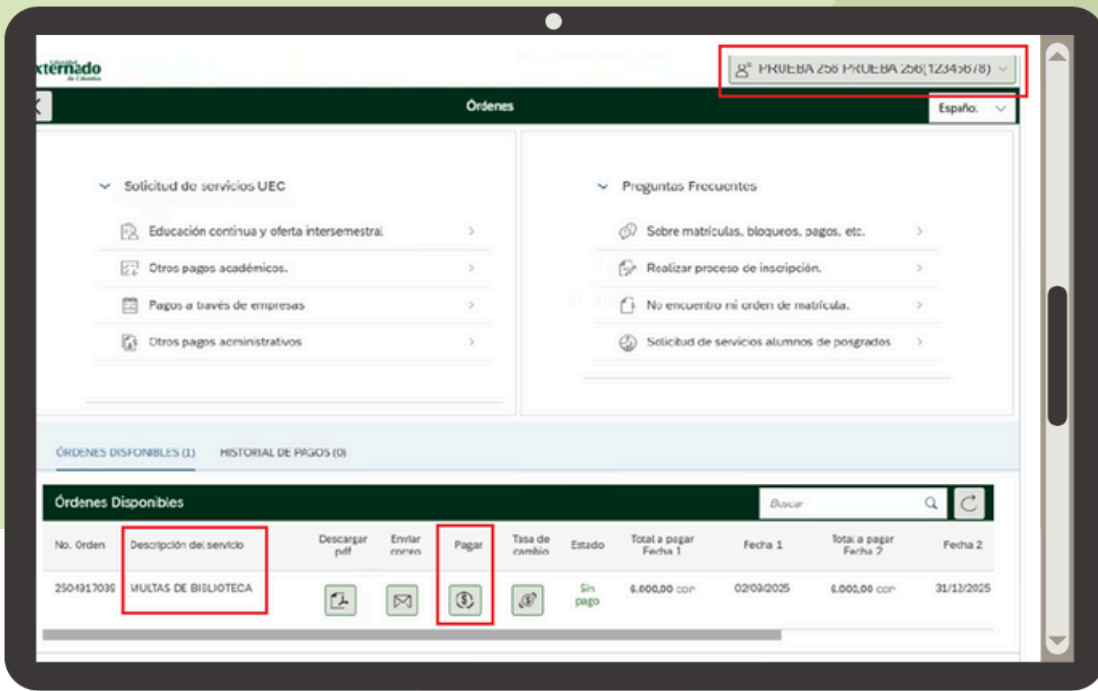 xternado
de Colombia
PRUEBA 256 PRUEBA 256(12345678)
Órdenes
Español
Solicitud de servicios UEC
Educación continua y oferta intersemestral
Otros pagos académicos.
Pagos a través de empresas
Otros pagos administrativos
Preguntas Frecuentes
Sobre matrículas, bloqueos, pagos, etc.
Realizar proceso de inscripción.
No encuentro mi orden de matrícula.
Solicitud de servicios alumnos de posgrados
ÓRDENES DISPONIBLES (1) HISTORIAL DE PAGOS (0)
Órdenes Disponibles
Buscar
No. Orden Descripción del servicio Descargar pdf Enviar correo Pagar Tasa de cambio Estado Total a pagar Fecha 1 Fecha 1 Total a pagar Fecha 2 Fecha 2
MULTAS DE BIBLIOTECA Sin pago 6.000,00 COP 02/09/2025 6.000,00 COP 31/12/2025